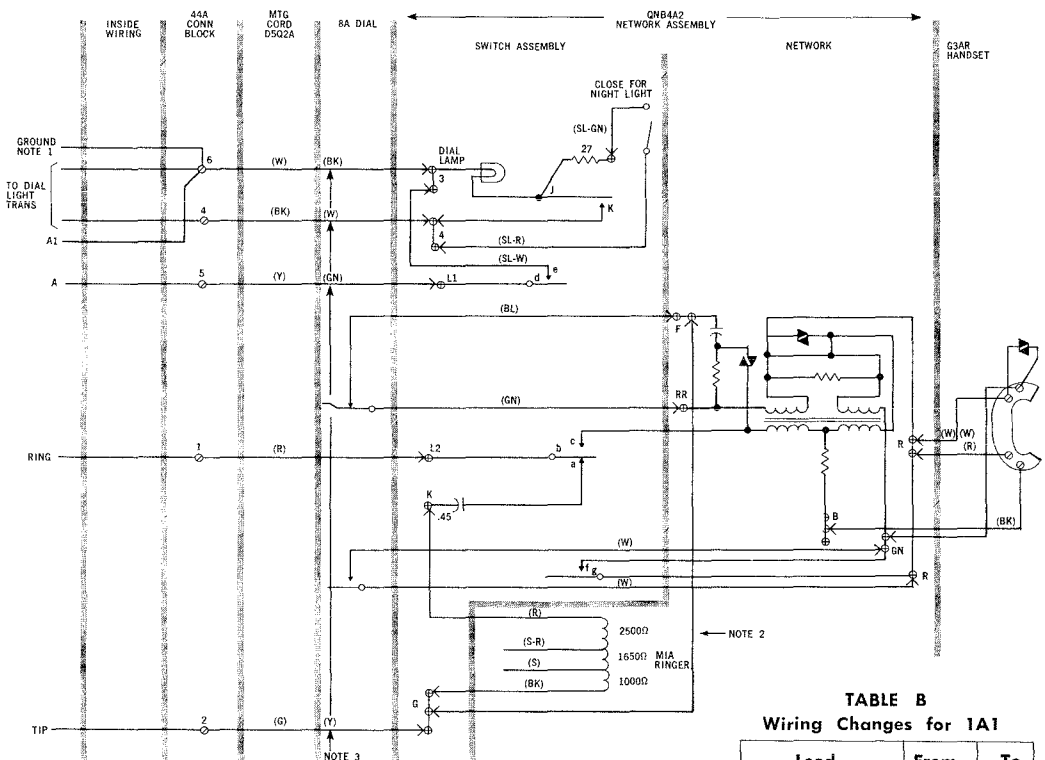 INSIDE WIRING
44A CONN BLOCK
MTG CORD D5Q2A
8A DIAL
QNB4A2
NETWORK ASSEMBLY
SWITCH ASSEMBLY
NETWORK
G3AR HANDSET
CLOSE FOR
NIGHT LIGHT
(SL-GN)
27
GROUND
NOTE 1
6
(W)
(BK)
DIAL
LAMP
3
J
K
TO DIAL
LIGHT
TRANS
4
(BK)
(W)
4
A1
(SL-R)
(SL-W)
e
A
5
(Y)
(GN)
L1
d
(BL)
F
(GN)
RR
c
R
(W)
(W)
RING
1
(R)
L2
b
a
(R)
K
.45
B
(BK)
(W)
GN
f
g
(W)
R
(R)
2500Ω
NOTE 2
(S-R)
1650Ω
M1A
RINGER
(S)
1000Ω
(BK)
G
TIP
2
(G)
(Y)
NOTE 3
TABLE B
Wiring Changes for 1A1
Lead From To